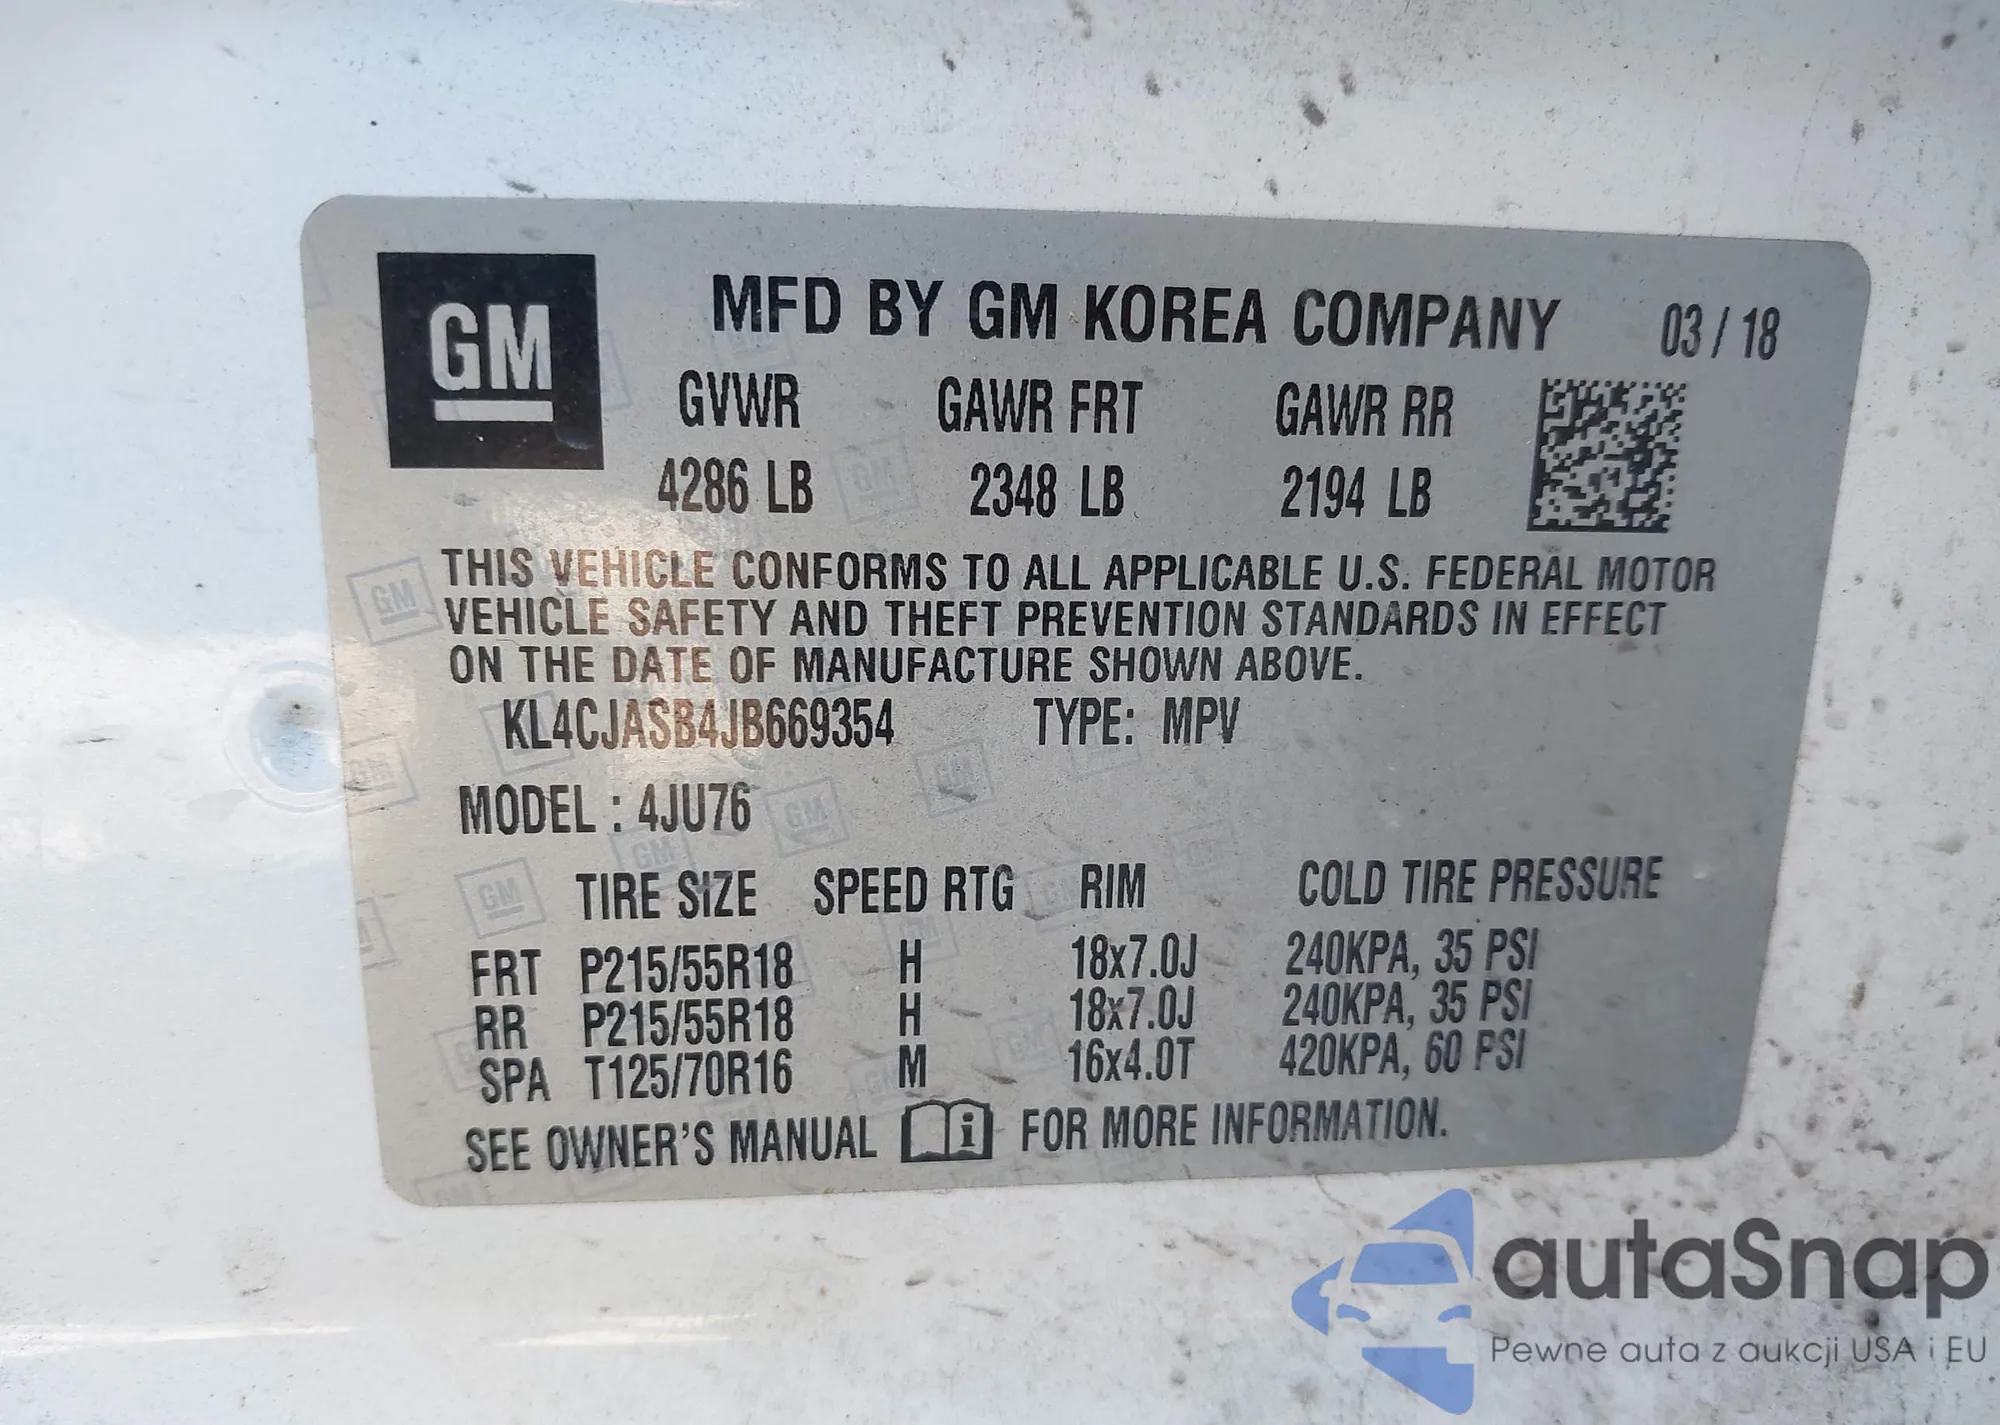 GM
MFD BY GM KOREA COMPANY 03 / 18
GVWR GAWR FRT GAWR RR
4286 LB 2348 LB 2194 LB
THIS VEHICLE CONFORMS TO ALL APPLICABLE U.S. FEDERAL MOTOR
VEHICLE SAFETY AND THEFT PREVENTION STANDARDS IN EFFECT
ON THE DATE OF MANUFACTURE SHOWN ABOVE.
KL4CJASB4JB669354 TYPE: MPV
MODEL : 4JU76
TIRE SIZE SPEED RTG RIM COLD TIRE PRESSURE
FRT P215/55R18 H 18x7.0J 240KPA, 35 PSI
RR P215/55R18 H 18x7.0J 240KPA, 35 PSI
SPA T125/70R16 M 16x4.0T 420KPA, 60 PSI
SEE OWNER'S MANUAL i FOR MORE INFORMATION.
autaSnap
Pewne auta z aukcji USA i EU